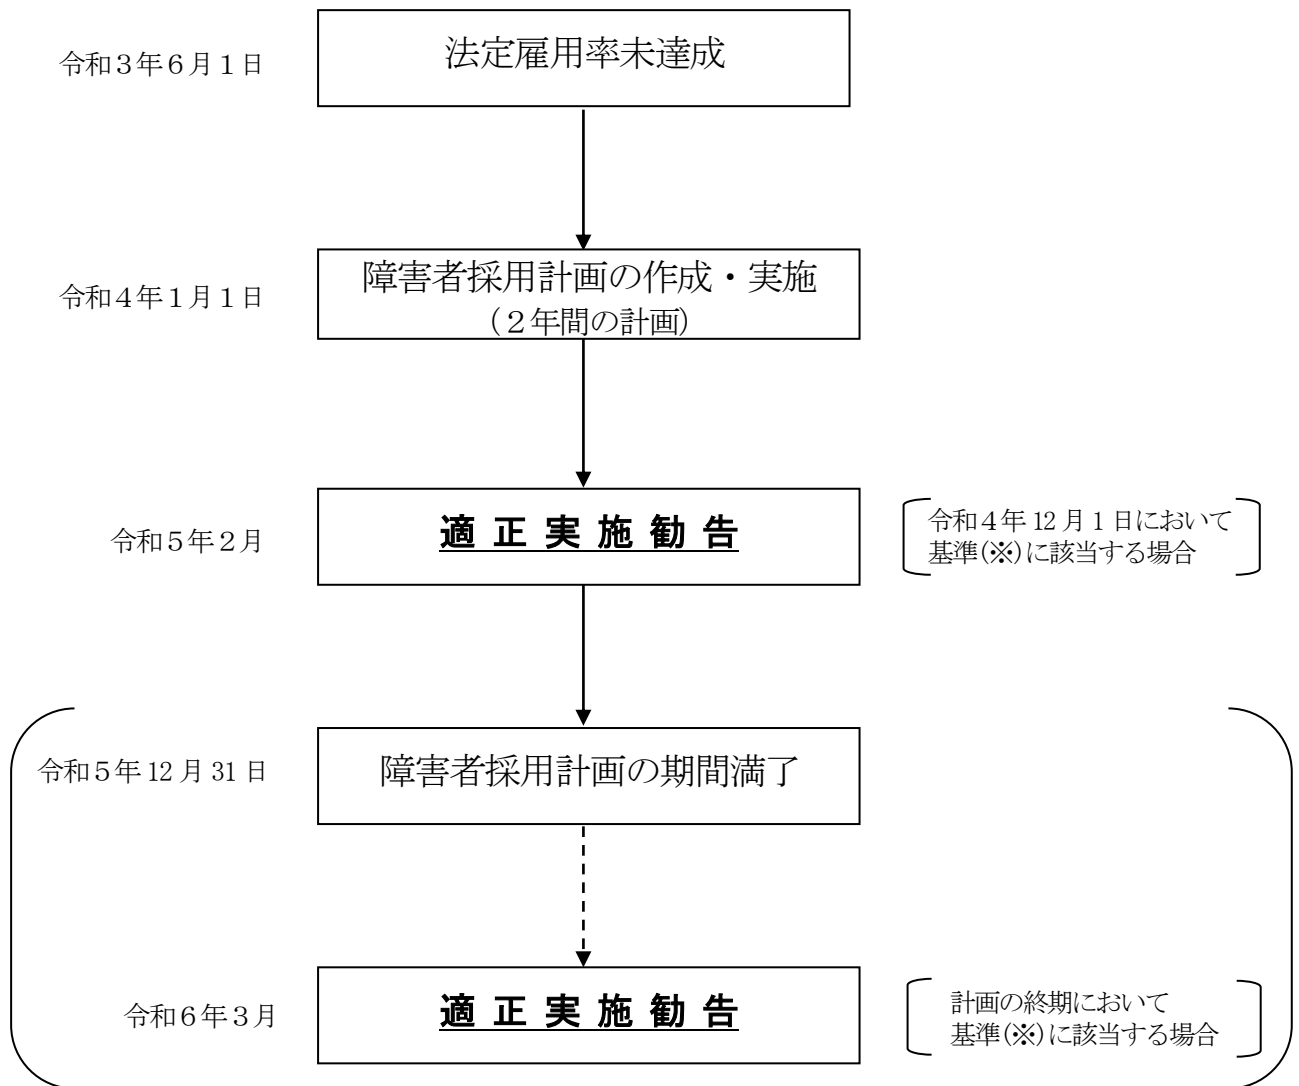 令和３年６月１日
法定雇用率未達成
令和４年１月１日
障害者採用計画の作成・実施
（２年間の計画）
令和５年２月
適正実施勧告
令和４年12月１日において
基準(※)に該当する場合
令和５年12月31日
障害者採用計画の期間満了
令和６年３月
適正実施勧告
計画の終期において
基準(※)に該当する場合